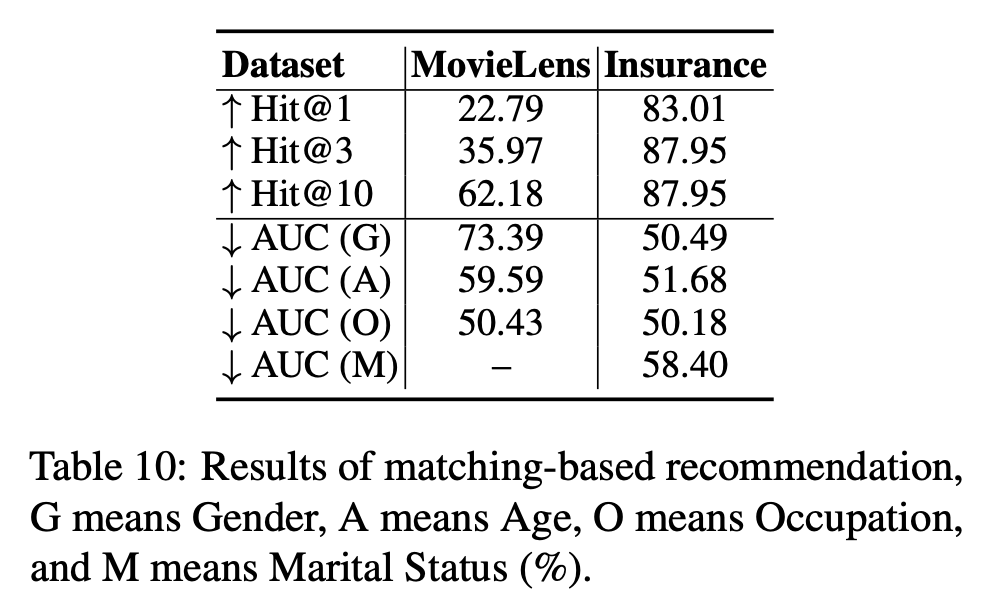 Dataset MovieLens Insurance
↑ Hit@1 22.79 83.01
↑ Hit@3 35.97 87.95
↑ Hit@10 62.18 87.95
↓ AUC (G) 73.39 50.49
↓ AUC (A) 59.59 51.68
↓ AUC (O) 50.43 50.18
↓ AUC (M) – 58.40
Table 10: Results of matching-based recommendation,
G means Gender, A means Age, O means Occupation,
and M means Marital Status (%).